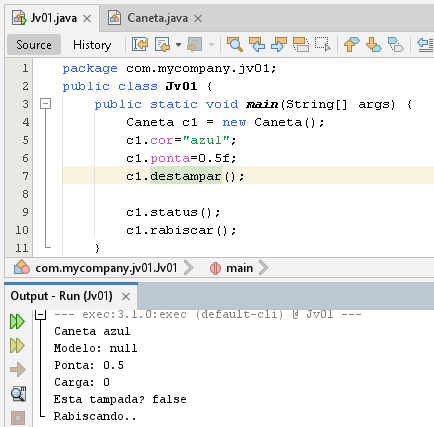 Jv01.java × Caneta.java ×
Source History
1 package com.mycompany.jv01;
2 public class Jv01 {
3 public static void main(String[] args) {
4 Caneta c1 = new Caneta();
5 c1.cor="azul";
6 c1.ponta=0.5f;
7 c1.destampar();
8
9 c1.status();
10 c1.rabiscar();
11 }
com.mycompany.jv01.Jv01 main
Output - Run (Jv01) ×
--- exec:3.1.0:exec (default-cli) @ Jv01 ---
Caneta azul
Modelo: null
Ponta: 0.5
Carga: 0
Esta tampada? false
Rabiscando..